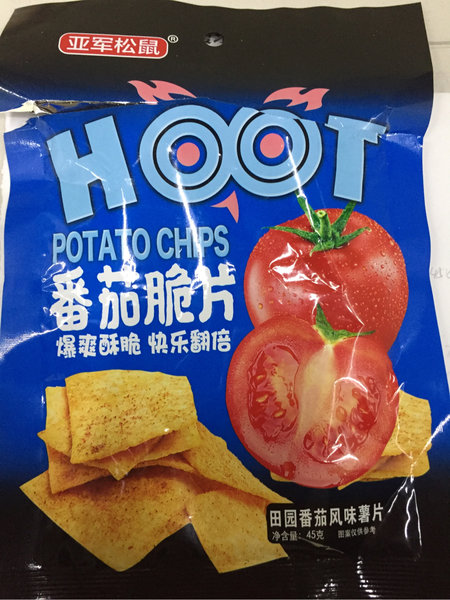 亚军松鼠®
HOOT
POTATO CHIPS
番茄脆片
爆爽酥脆 快乐翻倍
田园番茄风味薯片
净含量: 45克 图案仅供参考